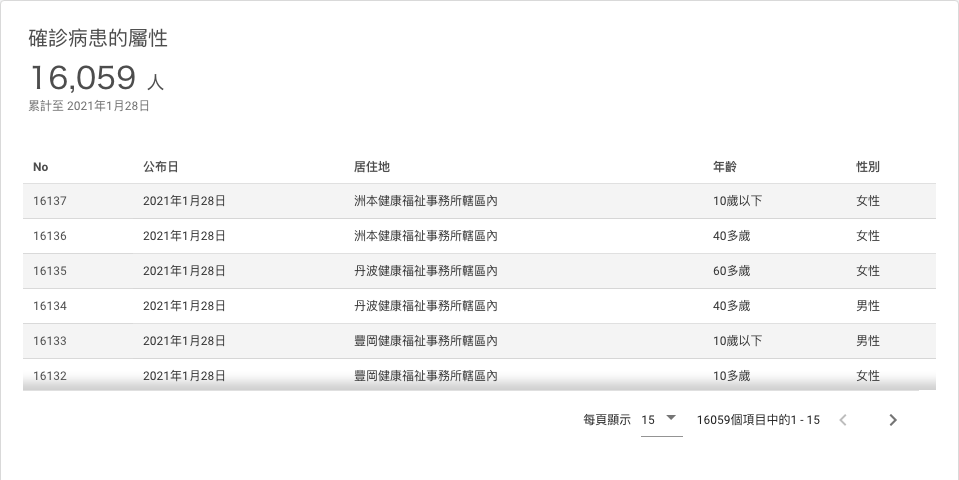 確診病患的屬性
16,059 人
累計至 2021年1月28日
No 公布日 居住地 年齡 性別
16137 2021年1月28日 洲本健康福祉事務所轄區內 10歲以下 女性
16136 2021年1月28日 洲本健康福祉事務所轄區內 40多歲 女性
16135 2021年1月28日 丹波健康福祉事務所轄區內 60多歲 女性
16134 2021年1月28日 丹波健康福祉事務所轄區內 40多歲 男性
16133 2021年1月28日 豐岡健康福祉事務所轄區內 10歲以下 男性
16132 2021年1月28日 豐岡健康福祉事務所轄區內 10多歲 女性
每頁顯示 15 16059個項目中的1 - 15